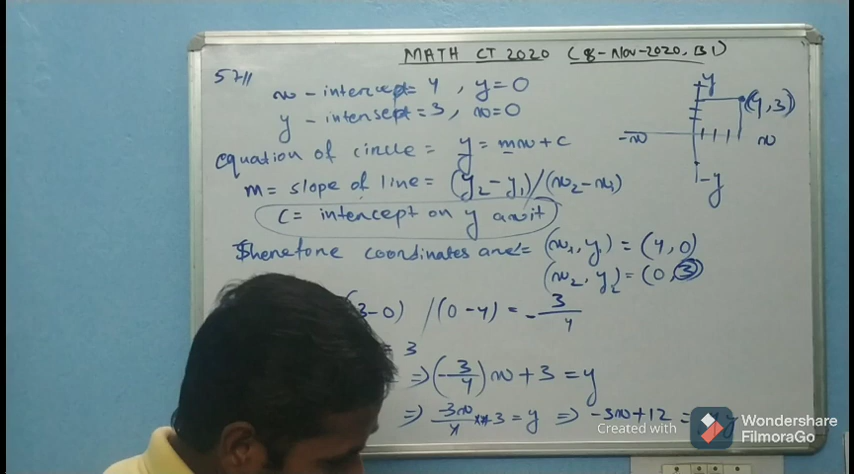 MATH CT 2020 (8-Nov-2020, B1)
57||
x - intercept = 4 , y = 0
y - intersept = 3, x = 0
y
(4,3)
-x
x
-y
equation of circle = y = mx + c
m = slope of line = (y₂ - y₁)/(x₂ - x₁)
c = intercept on y axit
therefore coordinates are = (x₁, y₁) = (4, 0)
(x₂, y₂) = (0, 3)
3-0) /(0-4) = -3/4
= 3
⇒ (-3/4) x + 3 = y
⇒ -3x/4 + 3 = y ⇒ -3x + 12 = y
Created with
Wondershare
FilmoraGo